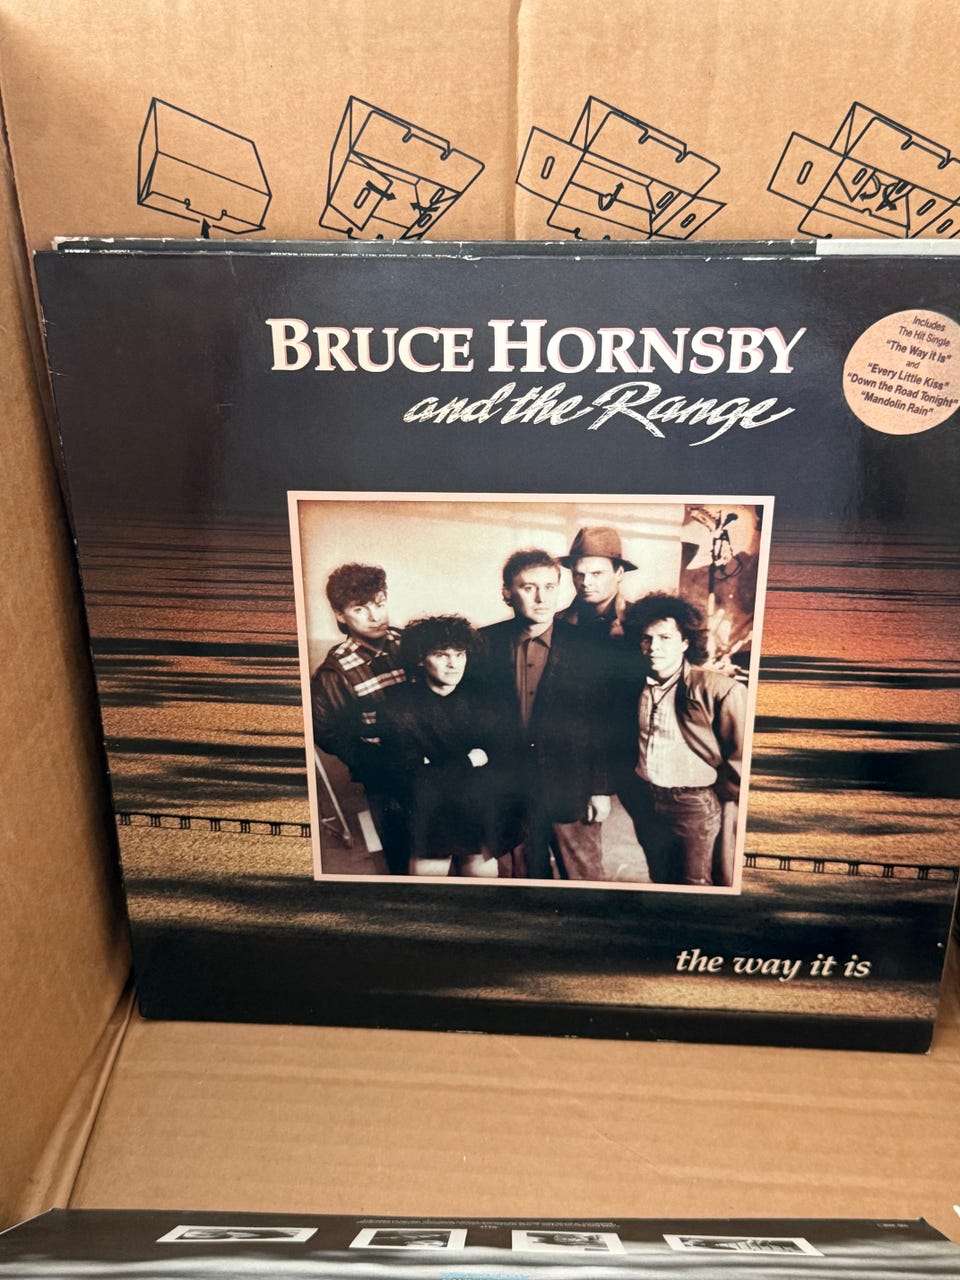 BRUCE HORNSBY
and the Range
Includes
The Hit Single
"The Way it Is"
and
"Every Little Kiss"
"Down the Road Tonight"
"Mandolin Rain"
the way it is